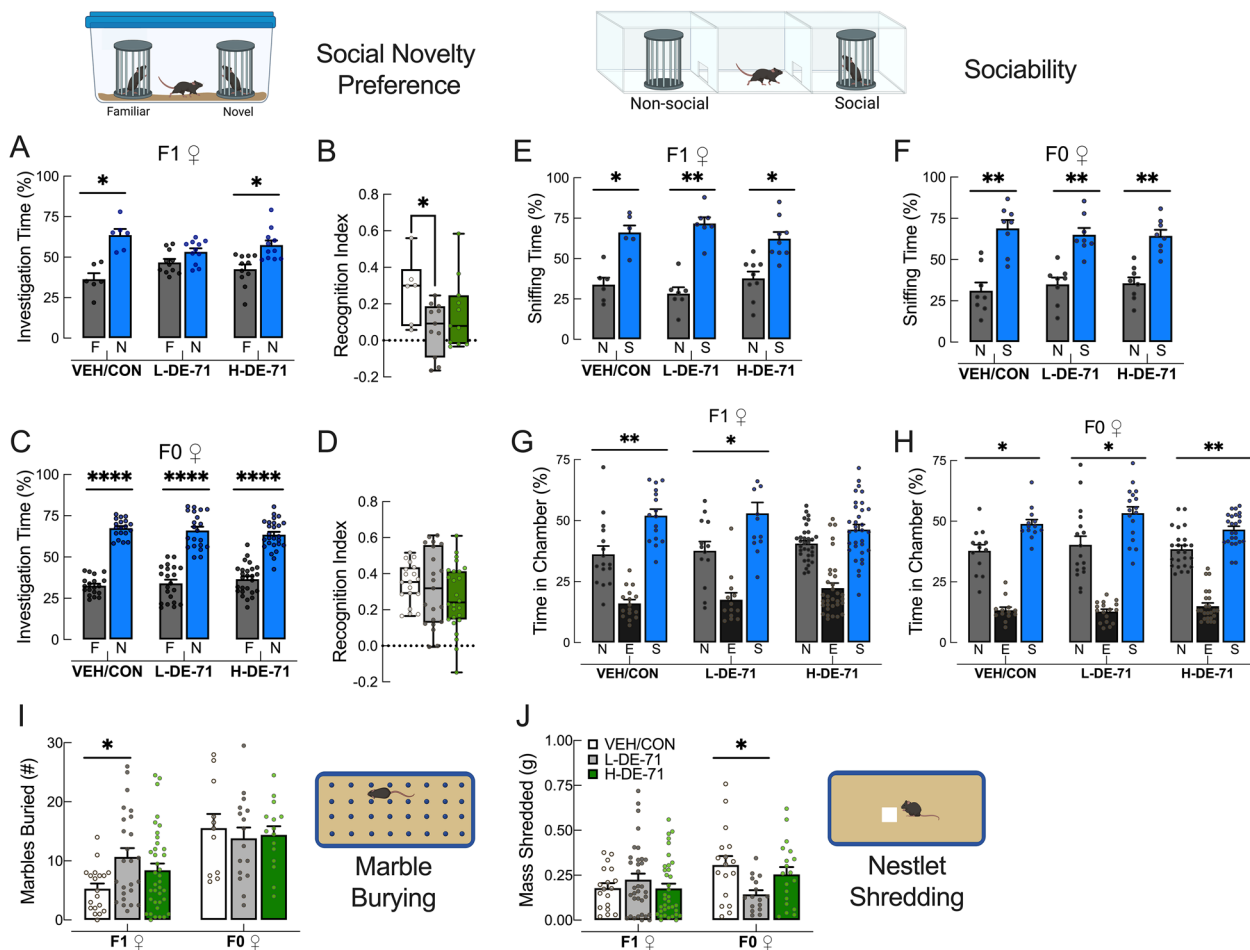 Social Novelty
Preference
Familiar
Novel
Non-social
Social
Sociability
A
F1 ♀
Investigation Time (%)
100
75
50
25
0
*
*
F N F N F N
VEH/CON L-DE-71 H-DE-71
B
Recognition Index
0.8
0.6
0.4
0.2
0.0
-0.2
*
E
F1 ♀
Sniffing Time (%)
100
75
50
25
0
* ** *
N S N S N S
VEH/CON L-DE-71 H-DE-71
F
F0 ♀
Sniffing Time (%)
100
75
50
25
0
** ** **
N S N S N S
VEH/CON L-DE-71 H-DE-71
C
F0 ♀
Investigation Time (%)
100
75
50
25
0
**** **** ****
F N F N F N
VEH/CON L-DE-71 H-DE-71
D
Recognition Index
0.8
0.6
0.4
0.2
0.0
-0.2
G
F1 ♀
Time in Chamber (%)
75
50
25
0
** *
N E S N E S N E S
VEH/CON L-DE-71 H-DE-71
H
F0 ♀
Time in Chamber (%)
75
50
25
0
* * **
N E S N E S N E S
VEH/CON L-DE-71 H-DE-71
I
Marbles Buried (#)
30
20
10
0
*
F1 ♀ F0 ♀
Marble
Burying
J
Mass Shredded (g)
1.00
0.75
0.50
0.25
0.00
VEH/CON
L-DE-71
H-DE-71
*
F1 ♀ F0 ♀
Nestlet
Shredding